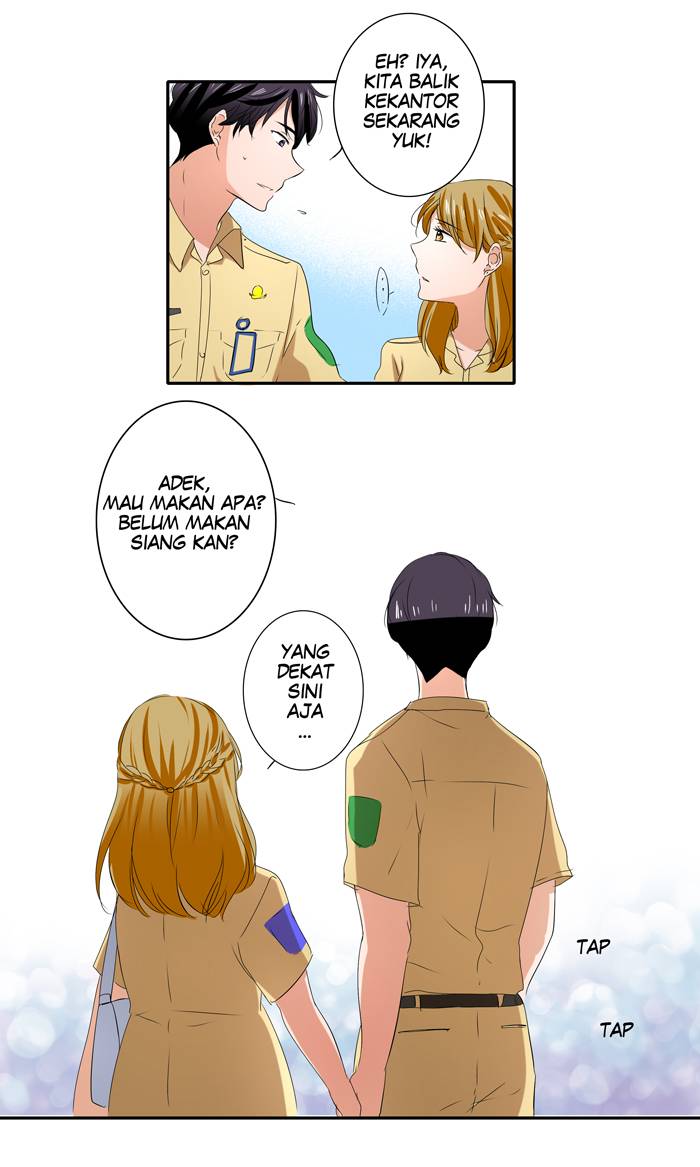 EH? IYA,
KITA BALIK
KEKANTOR
SEKARANG
YUK!
...
ADEK,
MAU MAKAN APA?
BELUM MAKAN
SIANG KAN?
YANG
DEKAT
SINI
AJA
...
TAP
TAP